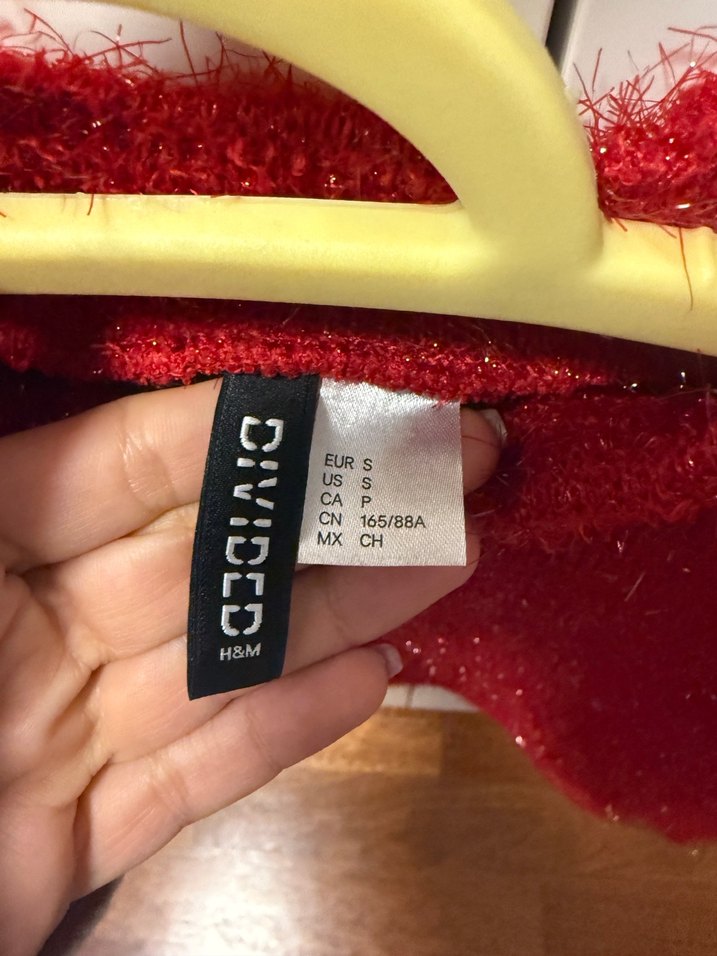 DIVIDED
H&M
EUR S
US S
CA P
CN 165/88A
MX CH